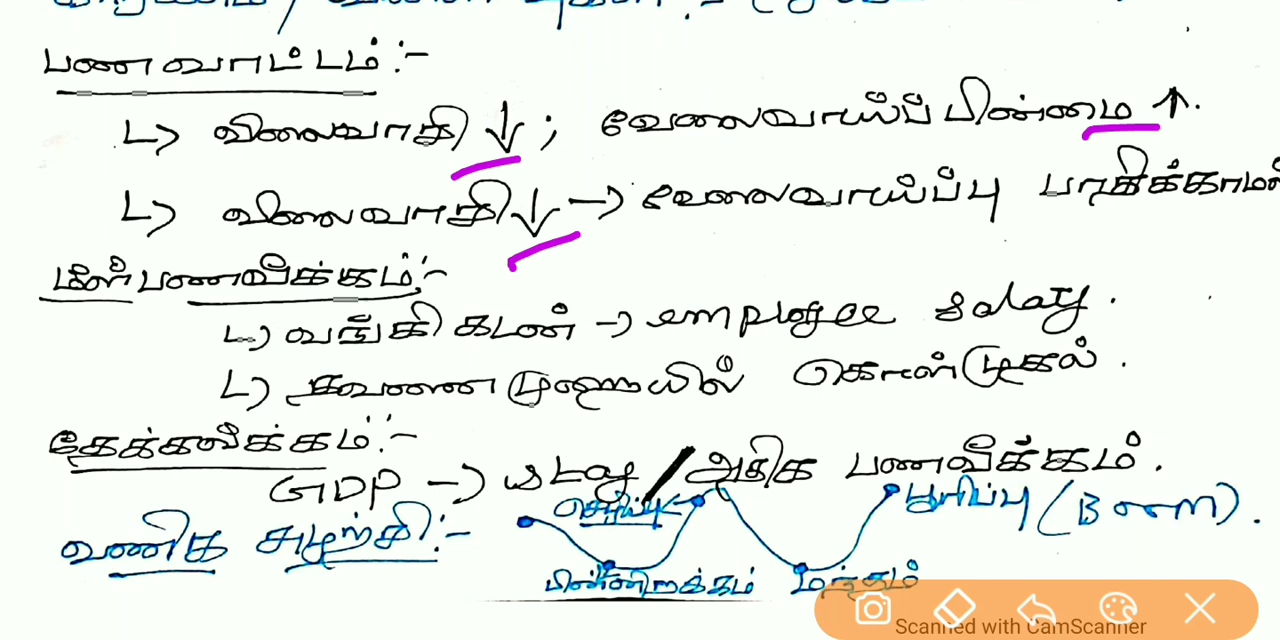 பணவாட்டம் :-
↳ விலைவாசி ↓ ; வேலைவாய்ப்பின்மை ↑.
↳ விலைவாசி ↓ → வேலைவாய்ப்பு பாதிக்காமல்
மீள்பணவீக்கம் :-
↳ வங்கி கடன் → employee salary.
↳ தவணை முறையில் கொள்முதல்.
தேக்கவீக்கம் :-
GDP → stay / அதிக பணவீக்கம்.
வணிக சுழற்சி :- செழிப்பு பூரிப்பு (Boom).
பின்னிறக்கம் மந்தம்
Scanned with CamScanner